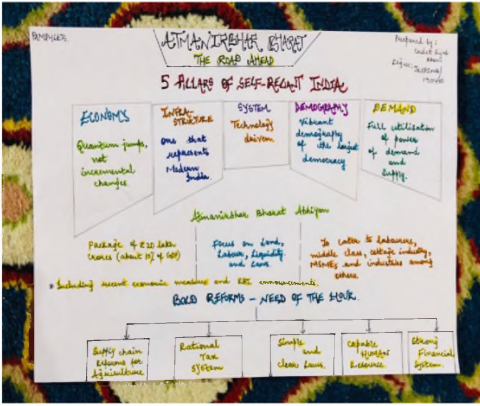 ATMANIRBHAR BHARAT
THE ROAD AHEAD
Prepared by:
5 PILLARS OF SELF-RELIANT INDIA
ECONOMY
Quantum jump,
not
incremental
changes
INFRA-
STRUCTURE
One that
represents
Modern
India
SYSTEM
Technology
driven
DEMOGRAPHY
Vibrant
demography
of the largest
democracy
DEMAND
Full utilisation
of power
of demand
and
Supply.
Atmanirbhar Bharat Abhiyan
Package of ₹20 lakh
crores (about 10% of GDP)
Focus on Land,
Labour, Liquidity
and Laws
To cater to labourers,
middle class, cottage industry,
MSMEs and industries among
others
* Including recent economic measures and RBI announcements.
BOLD REFORMS - NEED OF THE HOUR
Supply chain
Reforms for
Agriculture
Rational
Tax
System
Simple
and
clear Laws
Capable
Human
Resource
Strong
Financial
System